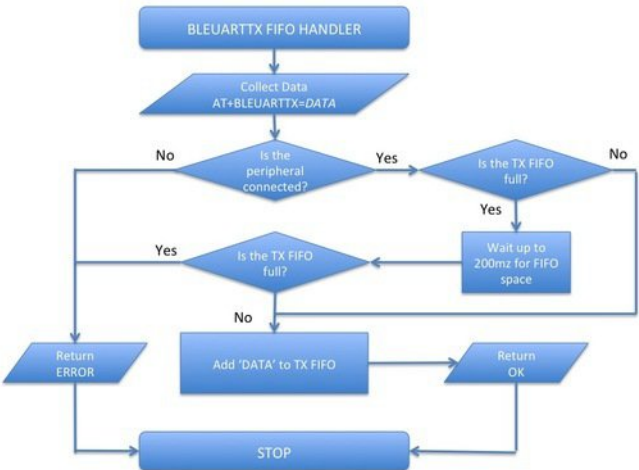 BLEUARTTX FIFO HANDLER
Collect Data
AT+BLEUARTTX=DATA
No
Is the
peripheral
connected?
Yes
Is the TX FIFO
full?
No
Yes
Wait up to
200mz for FIFO
space
Yes
Is the TX FIFO
full?
No
Return
ERROR
Add ‘DATA’ to TX FIFO
Return
OK
STOP